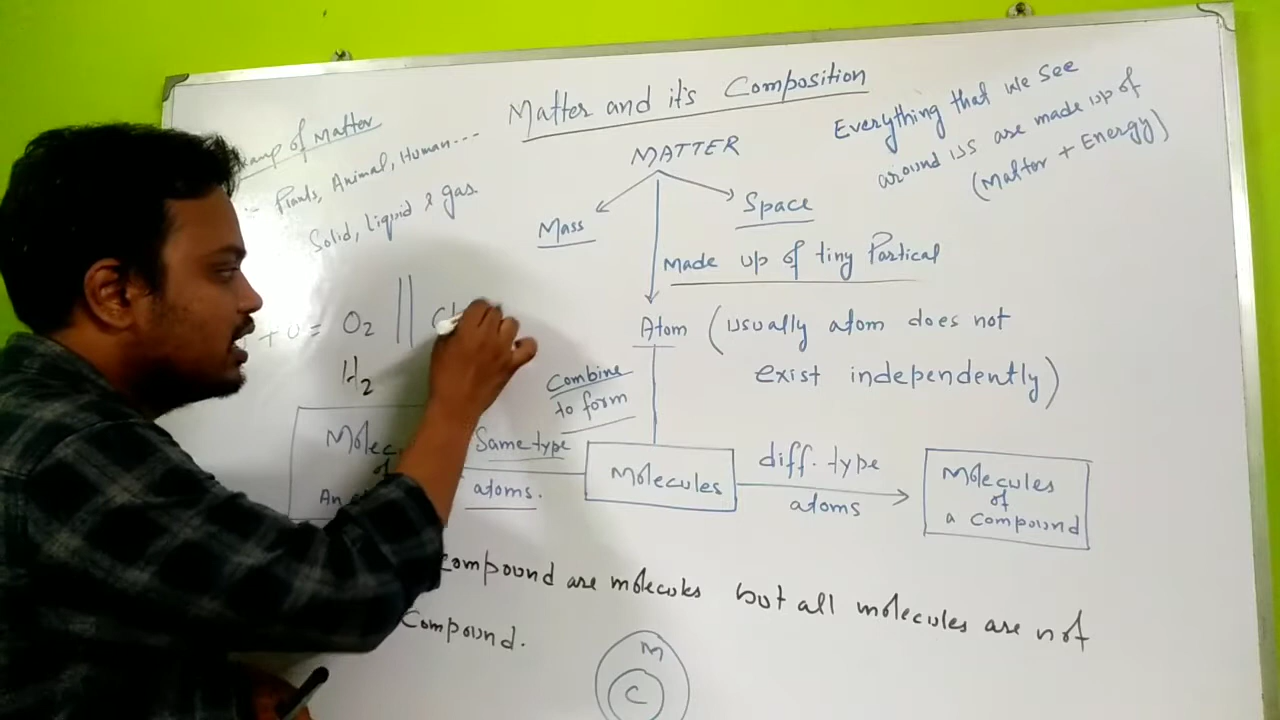 Matter and it's Composition
of Matter
Plants, Animal, Human...
Solid, Liquid & gas.
Everything that we see
around us are made up of
(Mattor + Energy)
MATTER
Mass
Space
Made up of tiny Partical
Atom (usually atom does not
exist independently)
+ O = O2 ||
H2
Combine
to form
Same type
atoms.
Molecules
diff. type
atoms
Molecules
of
a compound
of
An
compound are molecules but all molecules are not
Compound.
M
C